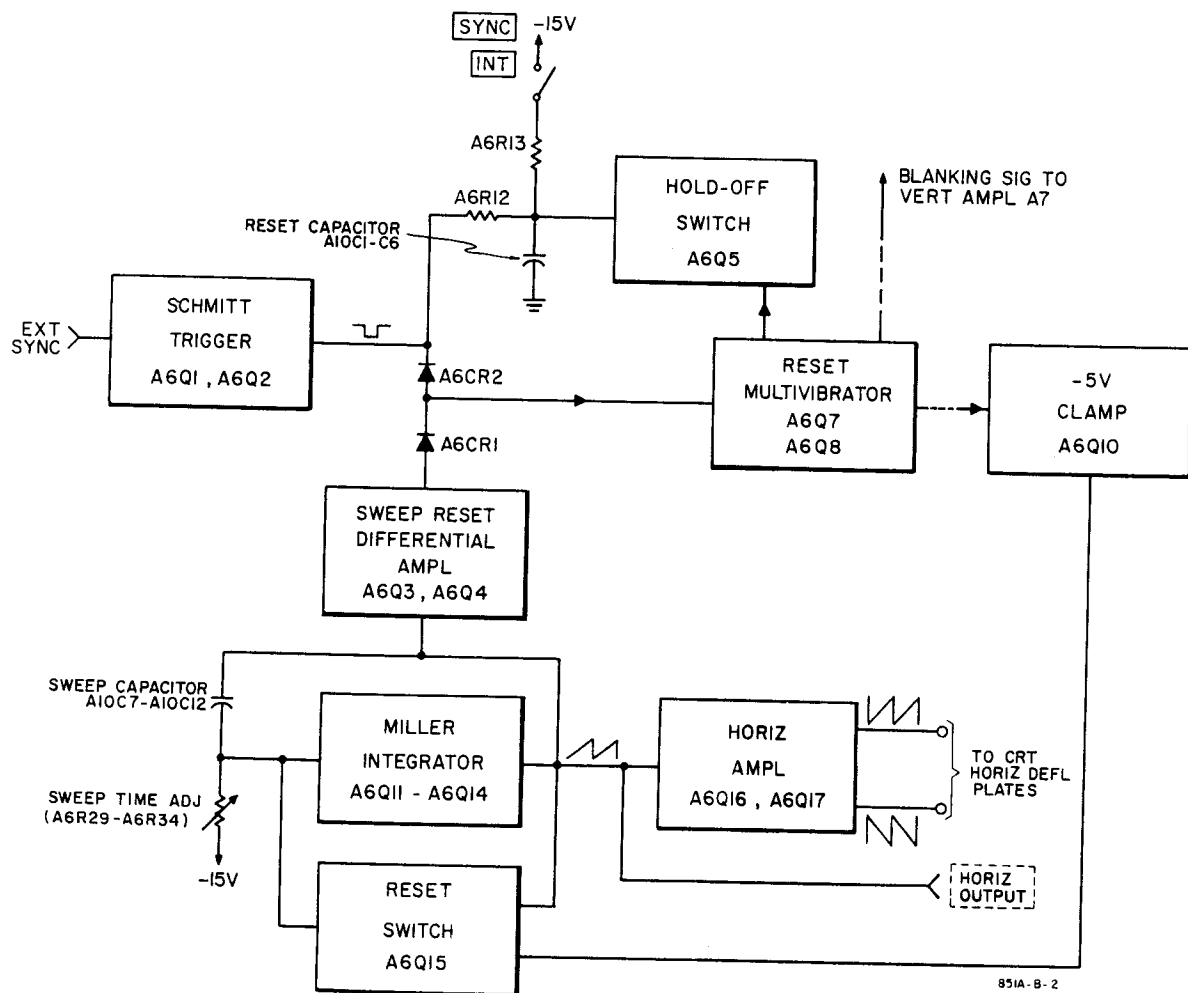 SYNC
-15V
INT
A6R13
A6R12
RESET CAPACITOR
A10C1-C6
HOLD-OFF
SWITCH
A6Q5
BLANKING SIG TO
VERT AMPL A7
EXT
SYNC
SCHMITT
TRIGGER
A6Q1, A6Q2
A6CR2
A6CR1
RESET
MULTIVIBRATOR
A6Q7
A6Q8
-5V
CLAMP
A6Q10
SWEEP RESET
DIFFERENTIAL
AMPL
A6Q3, A6Q4
SWEEP CAPACITOR
A10C7-A10C12
MILLER
INTEGRATOR
A6Q11 - A6Q14
SWEEP TIME ADJ
(A6R29-A6R34)
-15V
HORIZ
AMPL
A6Q16, A6Q17
TO CRT
HORIZ DEFL
PLATES
RESET
SWITCH
A6Q15
HORIZ
OUTPUT
851A-B-2